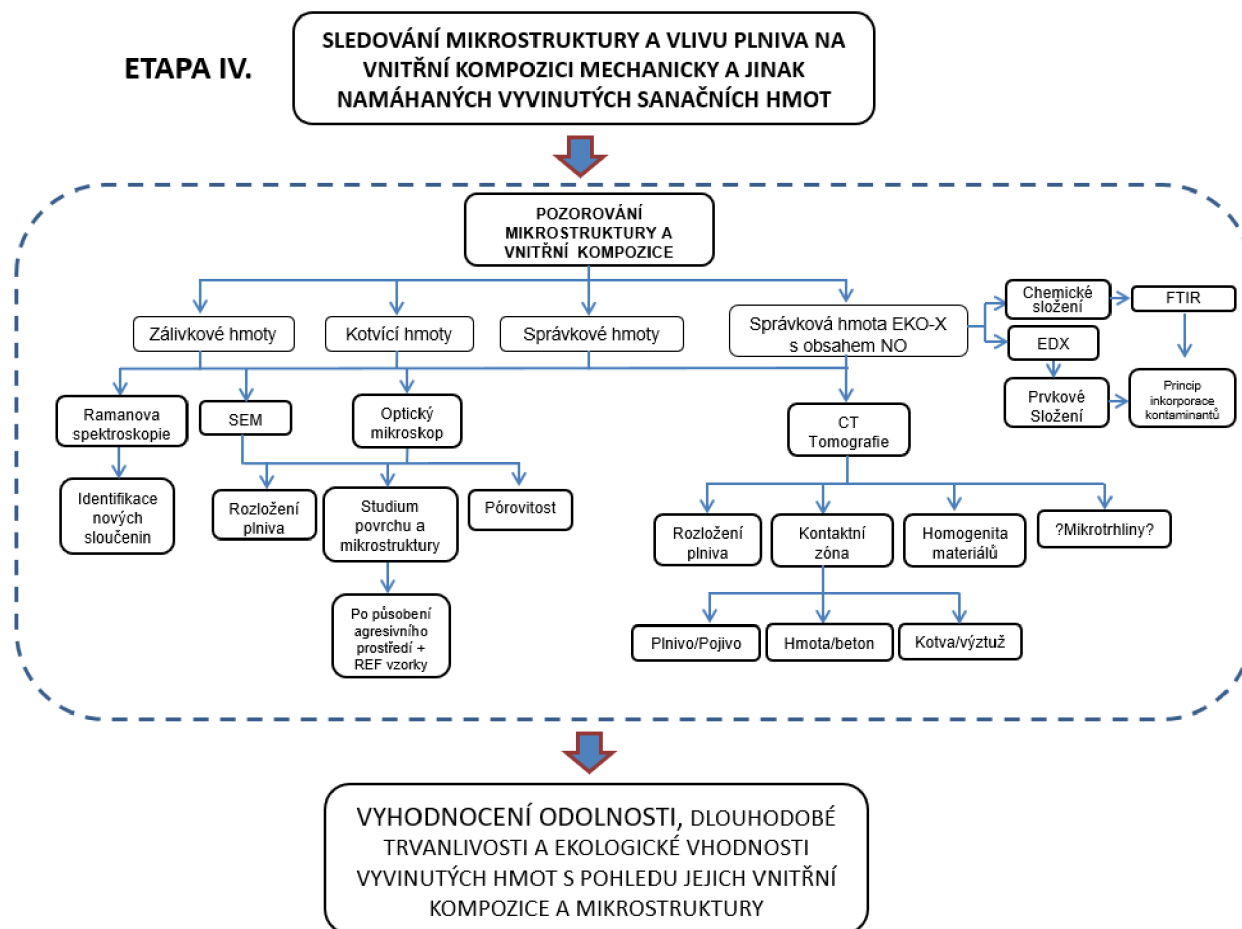 ETAPA IV.
SLEDOVÁNÍ MIKROSTRUKTURY A VLIVU PLNIVA NA
VNITŘNÍ KOMPOZICI MECHANICKY A JINAK
NAMÁHANÝCH VYVINUTÝCH SANAČNÍCH HMOT
POZOROVÁNÍ
MIKROSTRUKTURY A
VNITŘNÍ KOMPOZICE
Zálivkové hmoty
Kotvící hmoty
Správkové hmoty
Správková hmota EKO-X
s obsahem NO
Chemické
složení
FTIR
EDX
Prvkové
Složení
Princip
inkorporace
kontaminantů
Ramanova
spektroskopie
SEM
Optický
mikroskop
CT
Tomografie
Identifikace
nových
sloučenin
Rozložení
plniva
Studium
povrchu a
mikrostruktury
Pórovitost
Rozložení
plniva
Kontaktní
zóna
Homogenita
materiálů
?Mikrotrhliny?
Po působení
agresivního
prostředí +
REF vzorky
Plnivo/Pojivo
Hmota/beton
Kotva/výztuž
VYHODNOCENÍ ODOLNOSTI, DLOUHODOBÉ
TRVANLIVOSTI A EKOLOGICKÉ VHODNOSTI
VYVINUTÝCH HMOT S POHLEDU JEJICH VNITŘNÍ
KOMPOZICE A MIKROSTRUKTURY